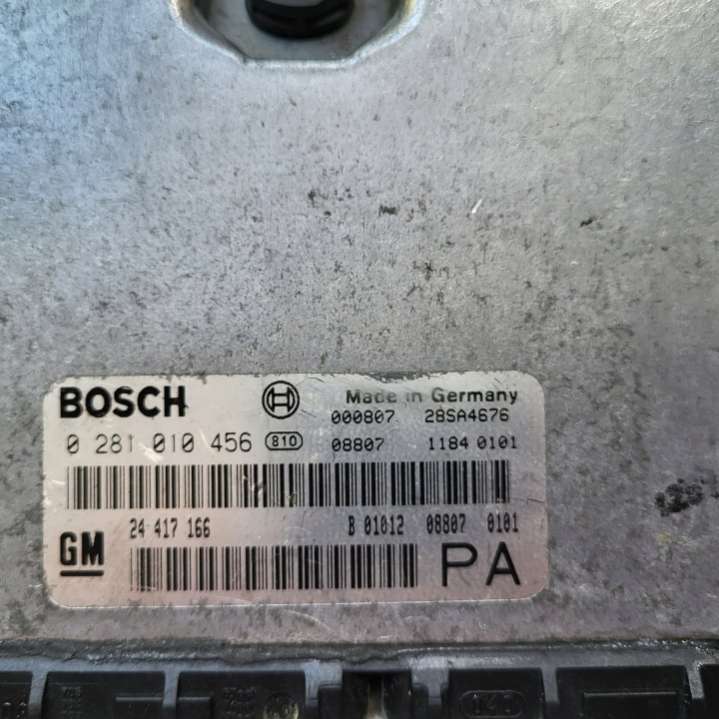 BOSCH Made in Germany
000807 28SA4676
0 281 010 456 810 08807 1184 0101
24 417 166 B 01012 08807 0101
GM PA